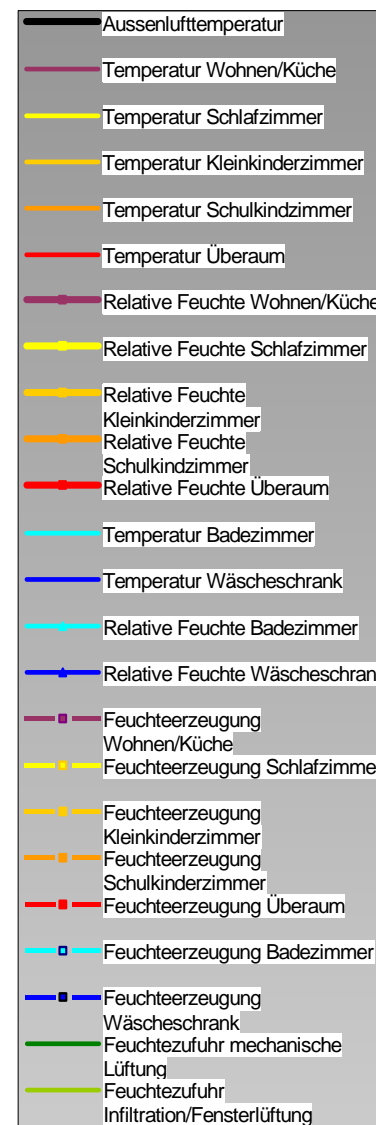 Aussenlufttemperatur
Temperatur Wohnen/Küche
Temperatur Schlafzimmer
Temperatur Kleinkinderzimmer
Temperatur Schulkindzimmer
Temperatur Überaum
Relative Feuchte Wohnen/Küche
Relative Feuchte Schlafzimmer
Relative Feuchte
Kleinkinderzimmer
Relative Feuchte
Schulkindzimmer
Relative Feuchte Überaum
Temperatur Badezimmer
Temperatur Wäscheschrank
Relative Feuchte Badezimmer
Relative Feuchte Wäscheschran
Feuchteerzeugung
Wohnen/Küche
Feuchteerzeugung Schlafzimme
Feuchteerzeugung
Kleinkinderzimmer
Feuchteerzeugung
Schulkinderzimmer
Feuchteerzeugung Überaum
Feuchteerzeugung Badezimmer
Feuchteerzeugung
Wäscheschrank
Feuchtezufuhr mechanische
Lüftung
Feuchtezufuhr
Infiltration/Fensterlüftung